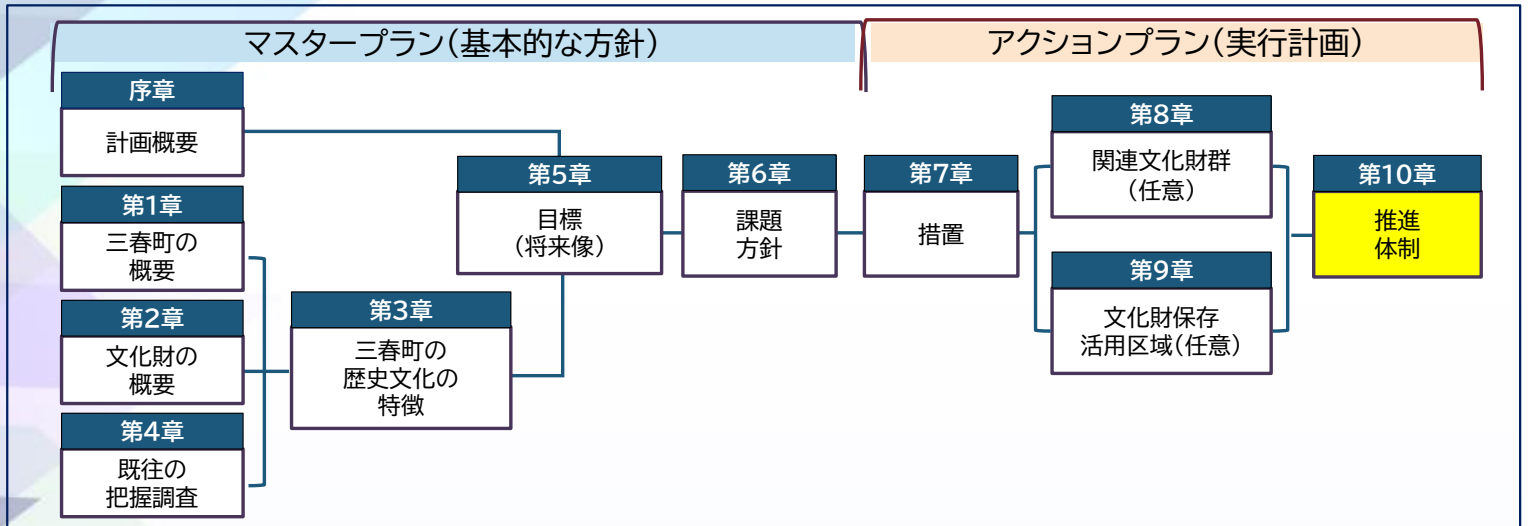 マスタープラン(基本的な方針)
アクションプラン(実行計画)
序章
計画概要
第1章
三春町の
概要
第2章
文化財の
概要
第4章
既往の
把握調査
第3章
三春町の
歴史文化の
特徴
第5章
目標
(将来像)
第6章
課題
方針
第7章
措置
第8章
関連文化財群
(任意)
第9章
文化財保存
活用区域(任意)
第10章
推進
体制